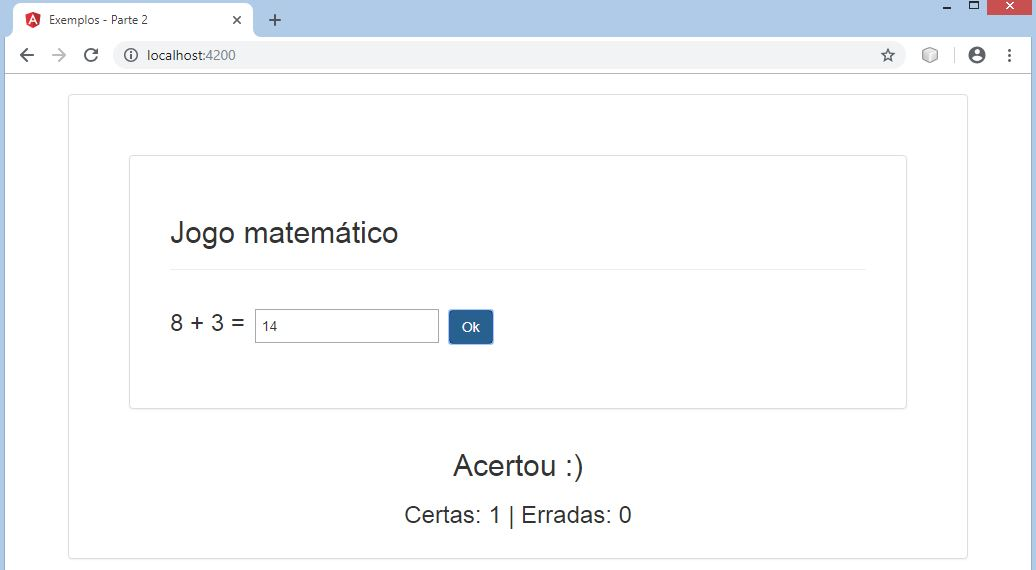 Exemplos - Parte 2
localhost:4200
Jogo matemático
8 + 3 = 14 Ok
Acertou :)
Certas: 1 | Erradas: 0